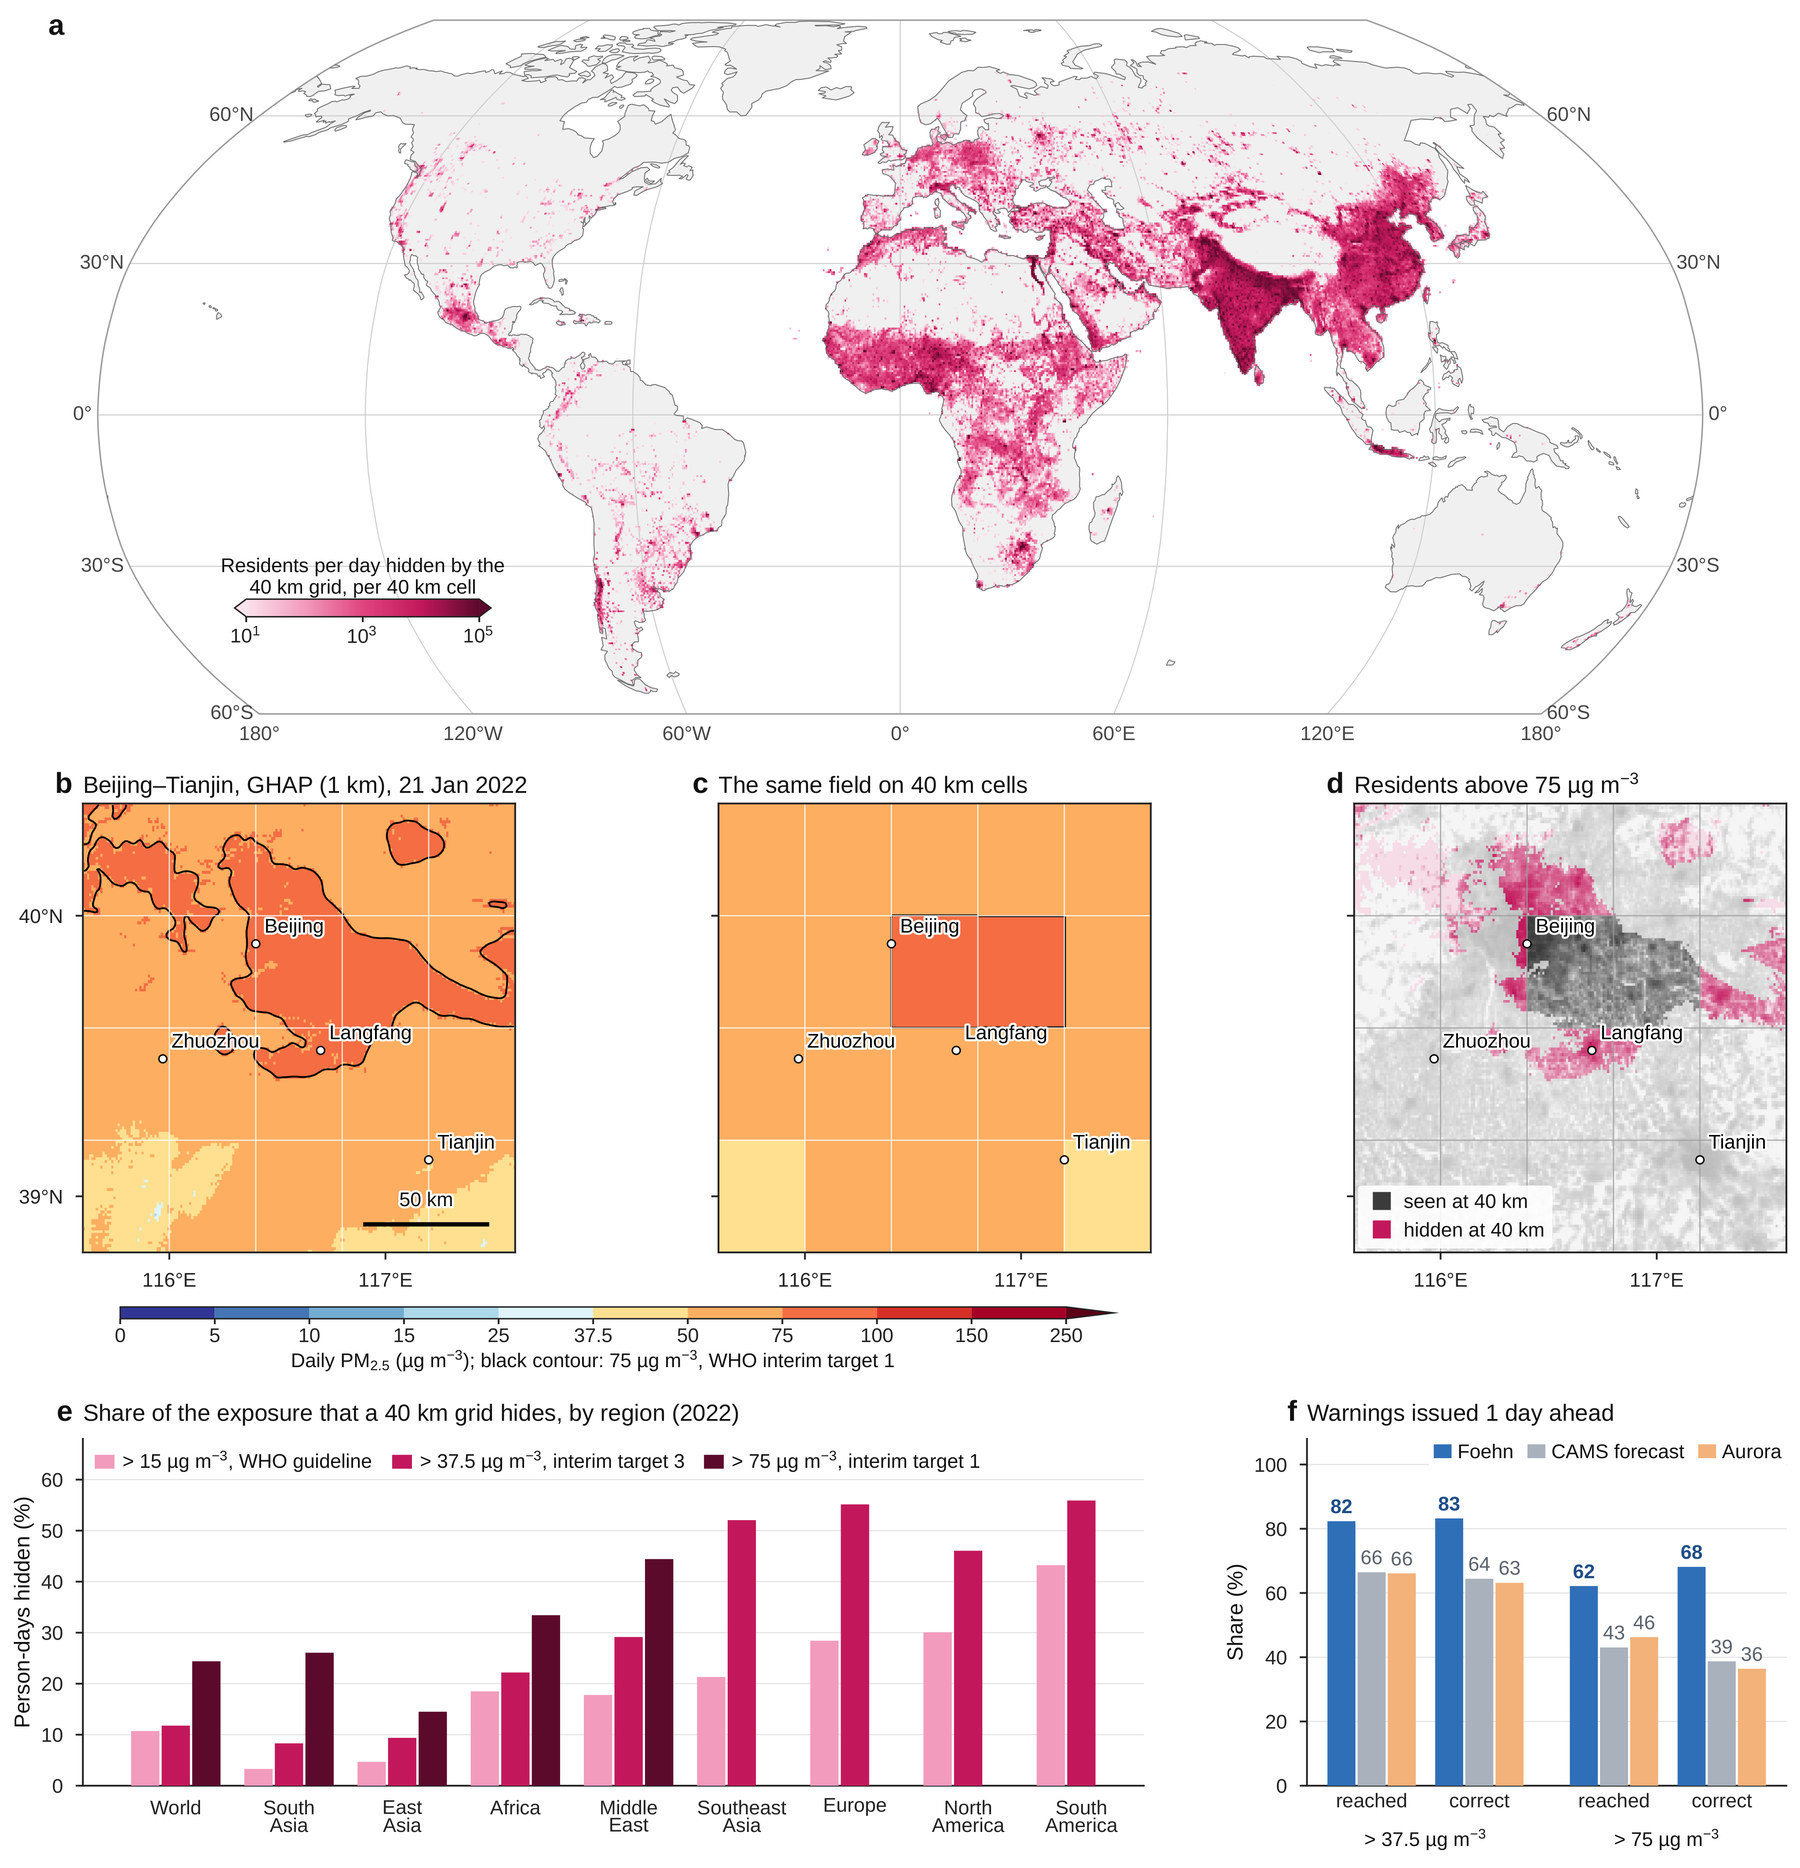 a
60°N
60°N
30°N
30°N
0°
0°
30°S
30°S
Residents per day hidden by the
40 km grid, per 40 km cell
10¹ 10³ 10⁵
60°S
60°S
180° 120°W 60°W 0° 60°E 120°E 180°
b Beijing–Tianjin, GHAP (1 km), 21 Jan 2022
40°N
39°N
Beijing
Zhuozhou
Langfang
Tianjin
50 km
116°E 117°E
c The same field on 40 km cells
Beijing
Zhuozhou
Langfang
Tianjin
116°E 117°E
d Residents above 75 µg m⁻³
Beijing
Zhuozhou
Langfang
Tianjin
seen at 40 km
hidden at 40 km
116°E 117°E
0 5 10 15 25 37.5 50 75 100 150 250
Daily PM₂.₅ (µg m⁻³); black contour: 75 µg m⁻³, WHO interim target 1
e Share of the exposure that a 40 km grid hides, by region (2022)
> 15 µg m⁻³, WHO guideline
> 37.5 µg m⁻³, interim target 3
> 75 µg m⁻³, interim target 1
Person-days hidden (%)
60
50
40
30
20
10
0
World
South
Asia
East
Asia
Africa
Middle
East
Southeast
Asia
Europe
North
America
South
America
f Warnings issued 1 day ahead
Foehn CAMS forecast Aurora
Share (%)
100
80
60
40
20
0
82 66 66
83 64 63
62 43 46
68 39 36
reached correct reached correct
> 37.5 µg m⁻³ > 75 µg m⁻³